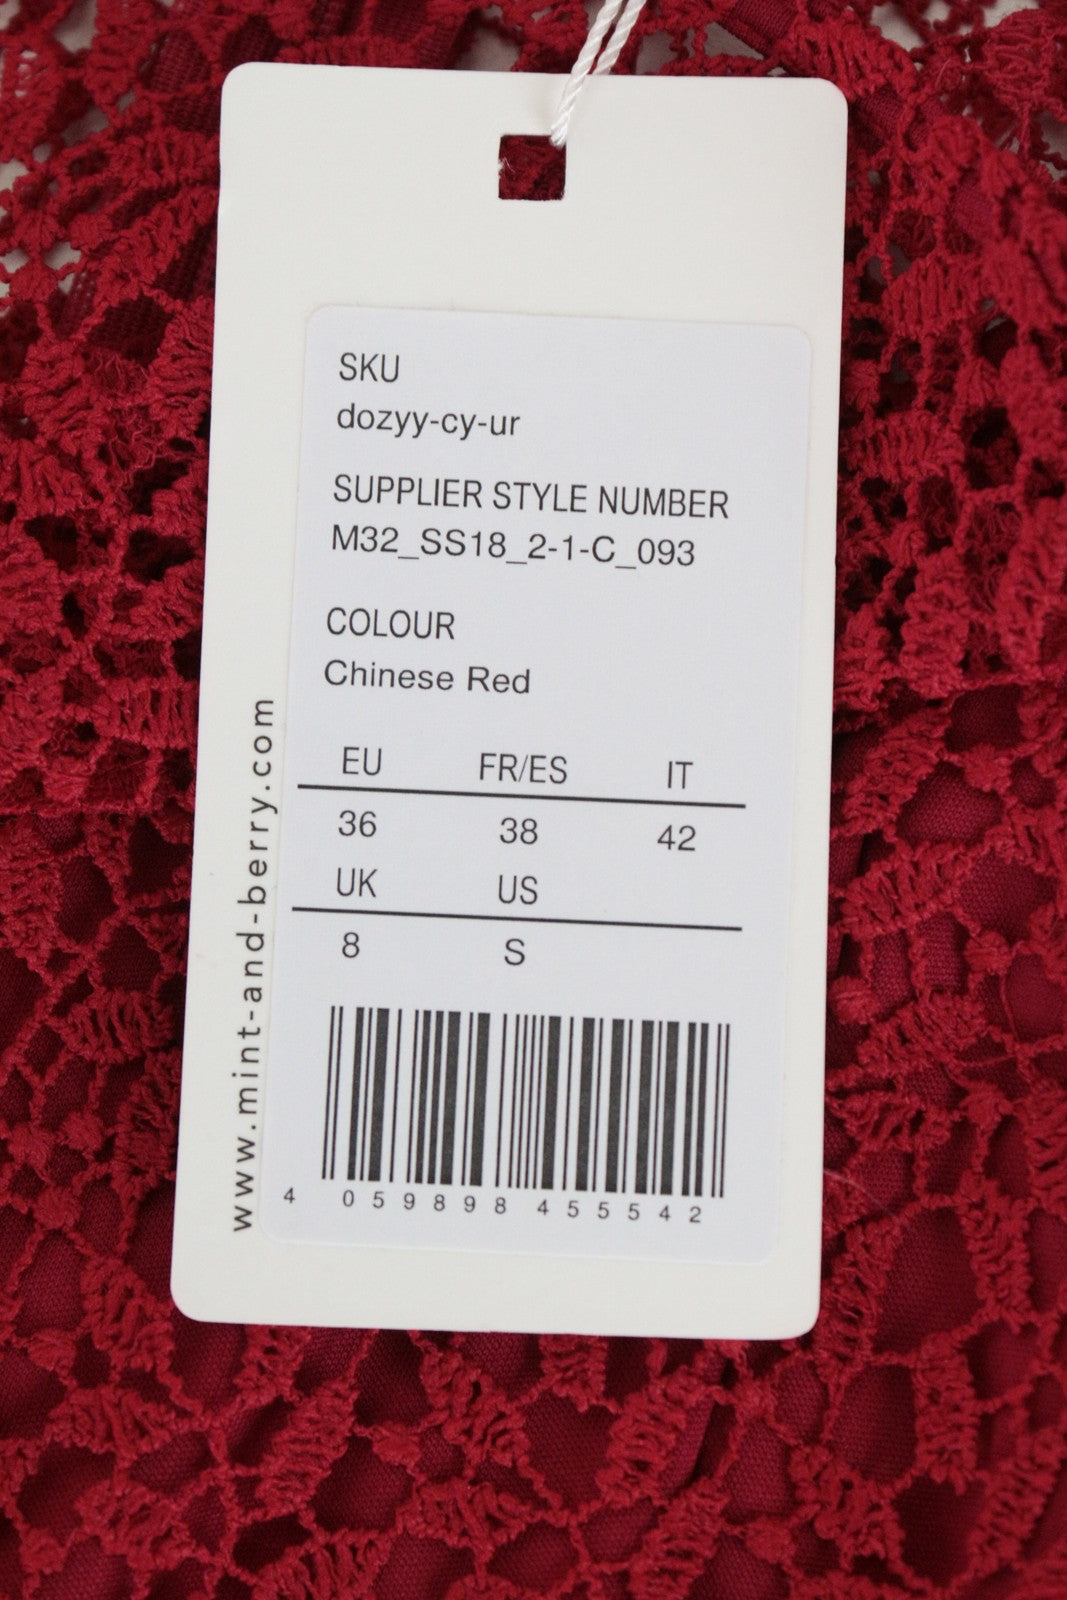 SKU
dozyy-cy-ur
SUPPLIER STYLE NUMBER
M32_SS18_2-1-C_093
COLOUR
Chinese Red
EU FR/ES IT
36 38 42
UK US
8 S
4 059898 455542
www.mint-and-berry.com